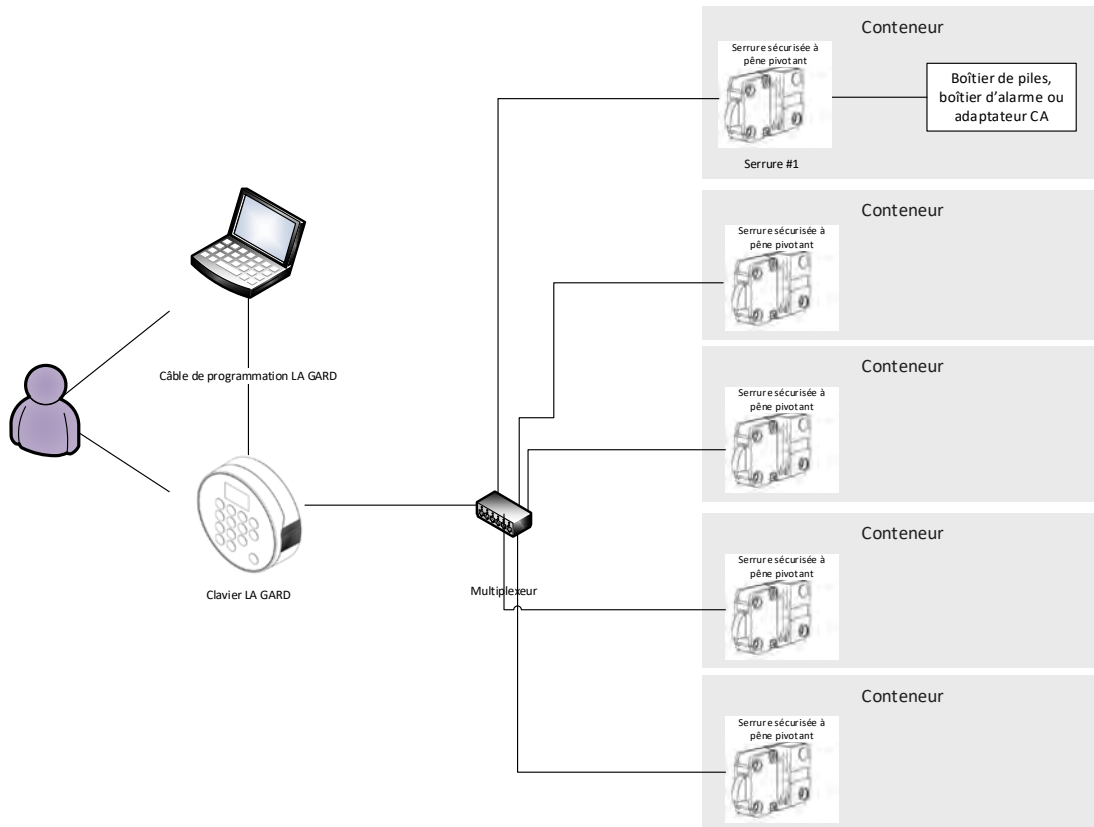 Conteneur
Serrure sécurisée à
pêne pivotant
Boîtier de piles,
boîtier d'alarme ou
adaptateur CA
Serrure #1
Conteneur
Serrure sécurisée à
pêne pivotant
Conteneur
Serrure sécurisée à
pêne pivotant
Câble de programmation LA GARD
Clavier LA GARD
Multiplexeur
Conteneur
Serrure sécurisée à
pêne pivotant
Conteneur
Serrure sécurisée à
pêne pivotant